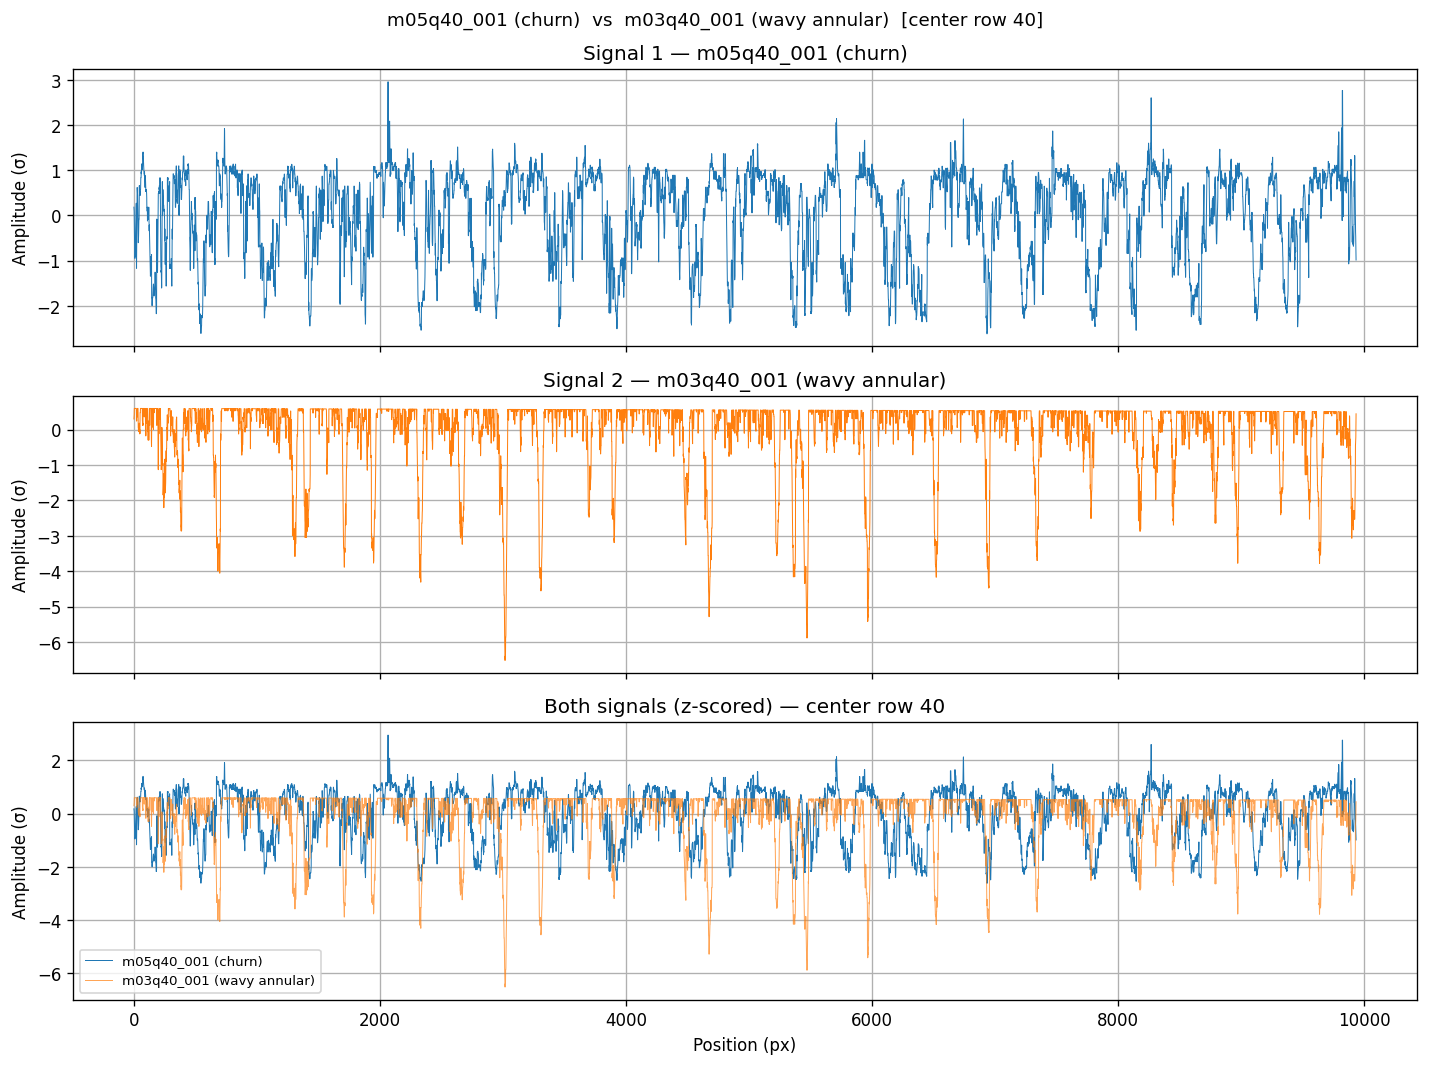 m05q40_001 (churn)  vs  m03q40_001 (wavy annular)  [center row 40]
Signal 1 — m05q40_001 (churn)
3
2
1
0
−1
−2
Amplitude (σ)
Signal 2 — m03q40_001 (wavy annular)
0
−1
−2
−3
−4
−5
−6
Amplitude (σ)
Both signals (z-scored) — center row 40
2
0
−2
−4
−6
Amplitude (σ)
m05q40_001 (churn)
m03q40_001 (wavy annular)
0 2000 4000 6000 8000 10000
Position (px)